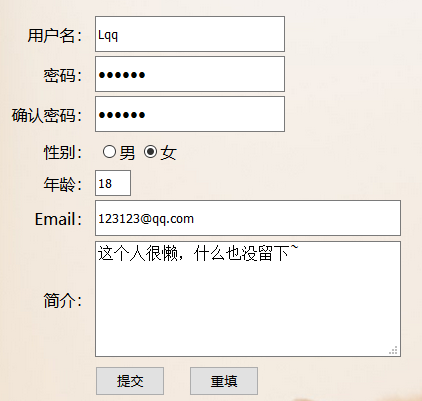 用户名： Lqq
密码： ●●●●●●
确认密码： ●●●●●●
性别： 男 女
年龄： 18
Email： 123123@qq.com
简介： 这个人很懒，什么也没留下~
提交 重填